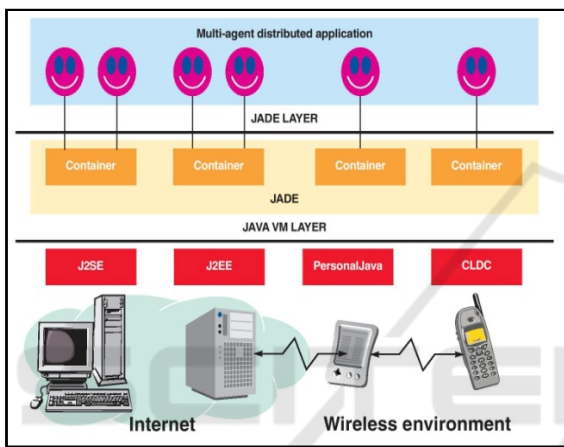 Multi-agent distributed application
JADE LAYER
Container Container Container Container
JADE
JAVA VM LAYER
J2SE J2EE PersonalJava CLDC
Internet Wireless environment